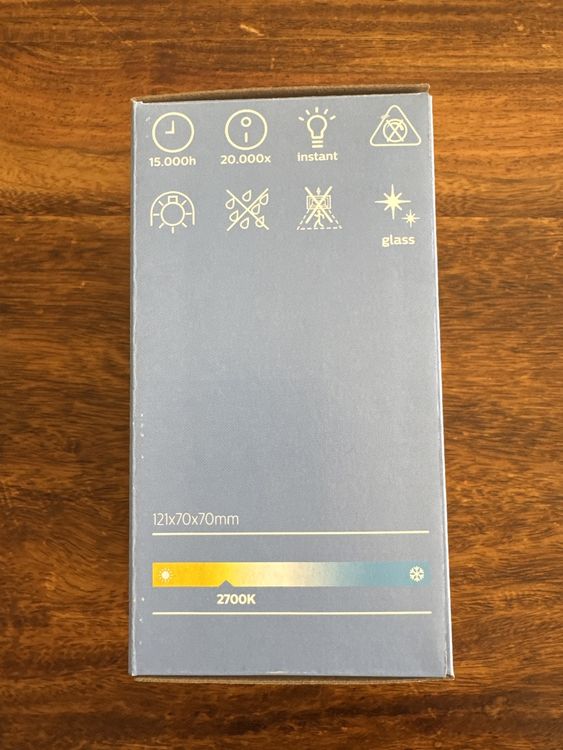 15.000h
20.000x
instant
glass
121x70x70mm
2700K